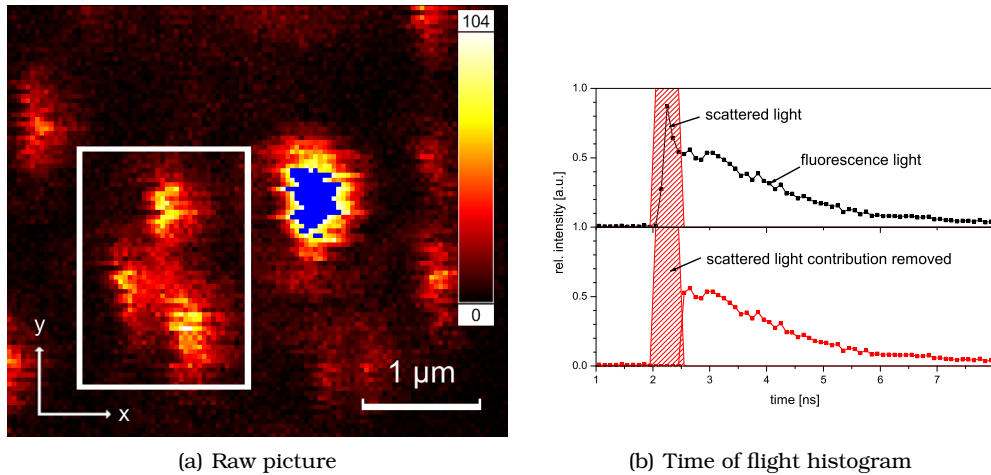 104
0
y
x
1 µm
(a) Raw picture
1.0
scattered light
0.5
fluorescence light
rel. intensity [a.u.]
1.0
scattered light contribution removed
0.5
0.0
1 2 3 4 5 6 7
time [ns]
(b) Time of flight histogram